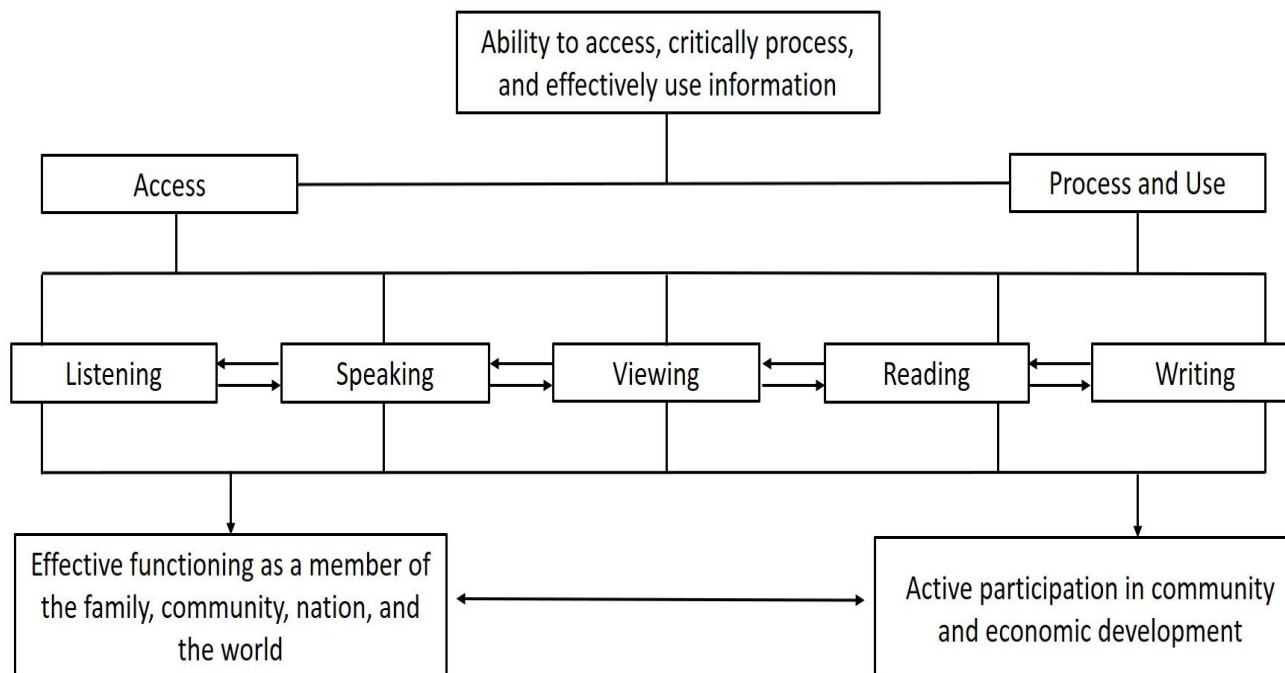 Ability to access, critically process,
and effectively use information
Access
Process and Use
Listening
Speaking
Viewing
Reading
Writing
Effective functioning as a member of
the family, community, nation, and
the world
Active participation in community
and economic development